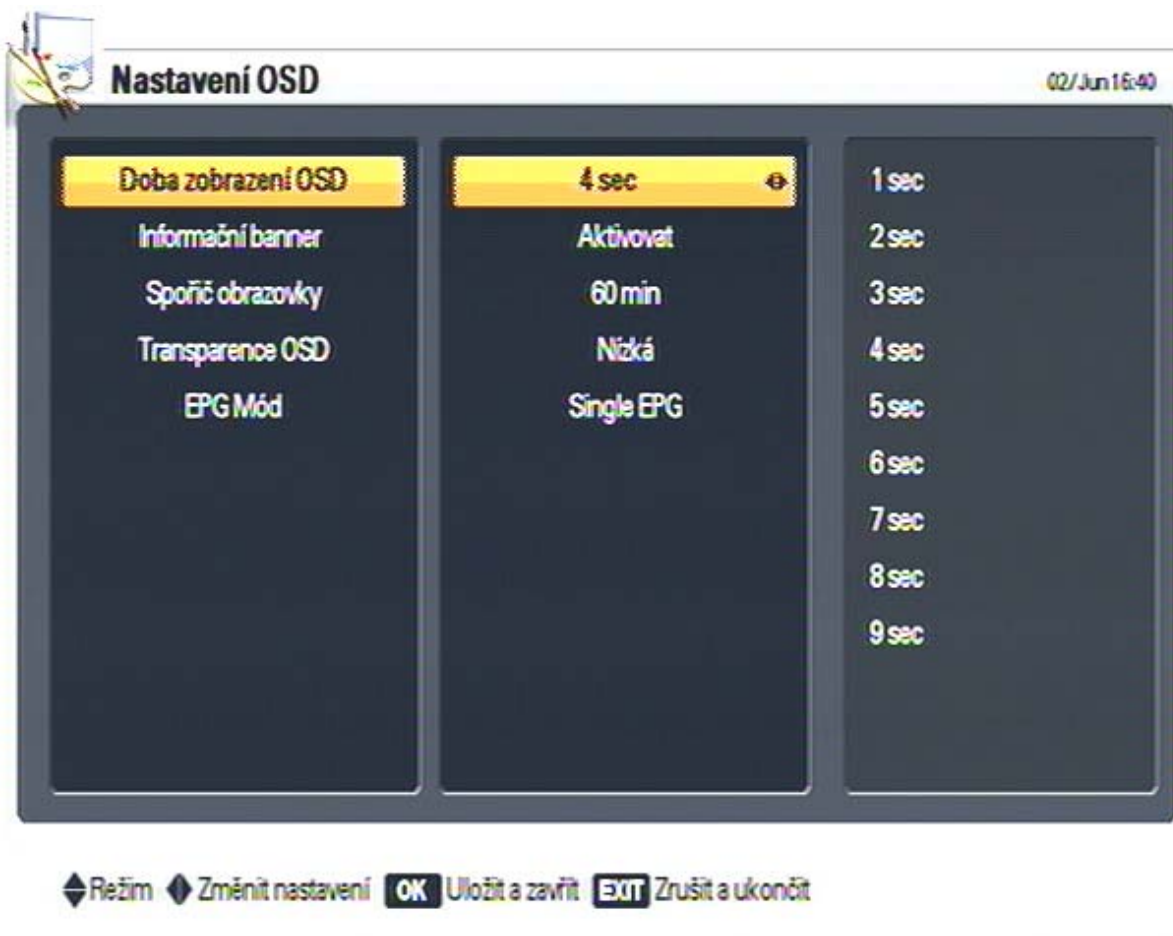 Nastavení OSD
02/Jun 16:40
Doba zobrazení OSD
4 sec
Informační banner
Aktivovat
Spořič obrazovky
60 min
Transparence OSD
Nízká
EPG Mód
Single EPG
1 sec
2 sec
3 sec
4 sec
5 sec
6 sec
7 sec
8 sec
9 sec
Režim Změnit nastavení OK Uložit a zavřít EXIT Zrušit a ukončit